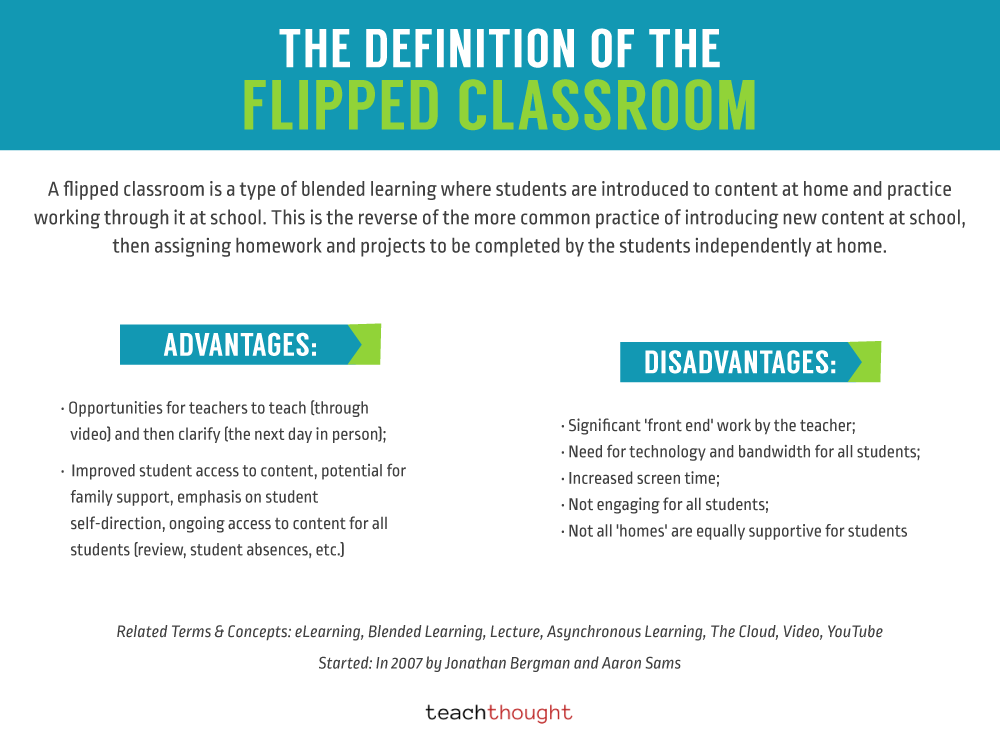 THE DEFINITION OF THE
FLIPPED CLASSROOM
A flipped classroom is a type of blended learning where students are introduced to content at home and practice
working through it at school. This is the reverse of the more common practice of introducing new content at school,
then assigning homework and projects to be completed by the students independently at home.
ADVANTAGES:
· Opportunities for teachers to teach (through
video) and then clarify (the next day in person);
· Improved student access to content, potential for
family support, emphasis on student
self-direction, ongoing access to content for all
students (review, student absences, etc.)
DISADVANTAGES:
· Significant 'front end' work by the teacher;
· Need for technology and bandwidth for all students;
· Increased screen time;
· Not engaging for all students;
· Not all 'homes' are equally supportive for students
Related Terms & Concepts: eLearning, Blended Learning, Lecture, Asynchronous Learning, The Cloud, Video, YouTube
Started: In 2007 by Jonathan Bergman and Aaron Sams
teachthought